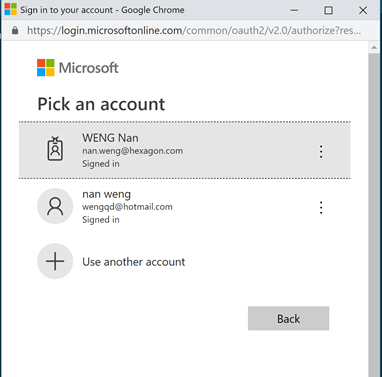 Sign in to your account - Google Chrome
https://login.microsoftonline.com/common/oauth2/v2.0/authorize?res...
Microsoft
Pick an account
WENG Nan
nan.weng@hexagon.com
Signed in
nan weng
wengqd@hotmail.com
Signed in
Use another account
Back